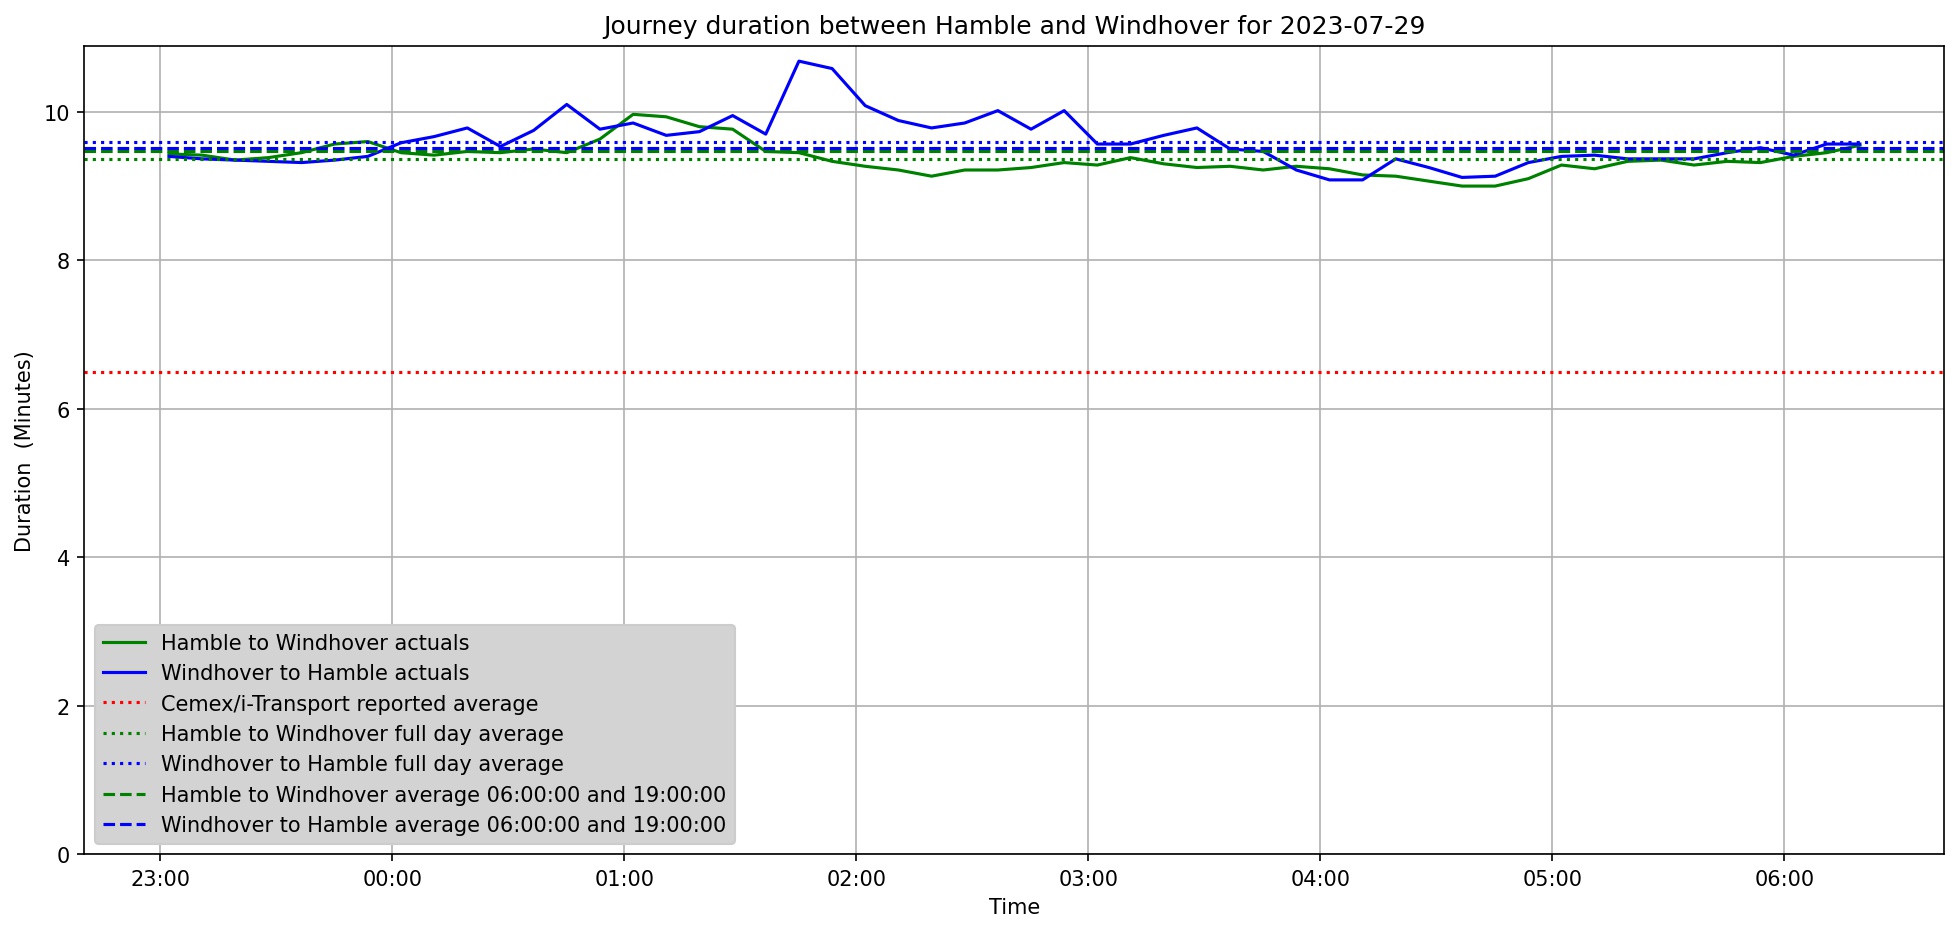 Journey duration between Hamble and Windhover for 2023-07-29
10
8
6
4
2
0
Duration  (Minutes)
Hamble to Windhover actuals
Windhover to Hamble actuals
Cemex/i-Transport reported average
Hamble to Windhover full day average
Windhover to Hamble full day average
Hamble to Windhover average 06:00:00 and 19:00:00
Windhover to Hamble average 06:00:00 and 19:00:00
23:00 00:00 01:00 02:00 03:00 04:00 05:00 06:00
Time